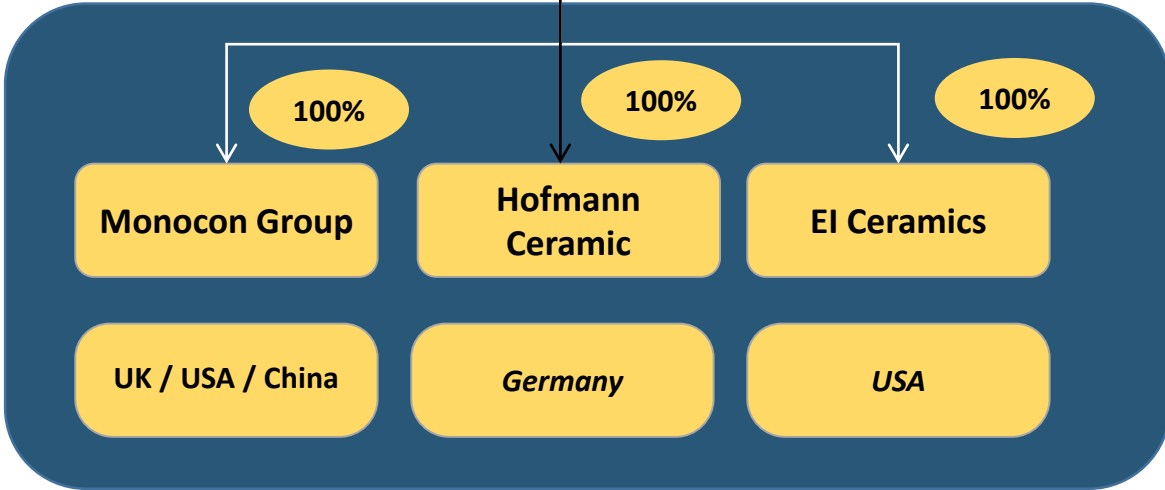 100%
100%
100%
Monocon Group
Hofmann
Ceramic
EI Ceramics
UK / USA / China
Germany
USA